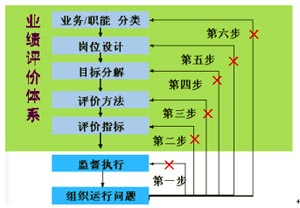 业绩评价体系
业务/职能 分类
第六步
岗位设计
第五步
目标分解
第四步
评价方法
第三步
评价指标
第二步
监督执行
第一步
组织运行问题